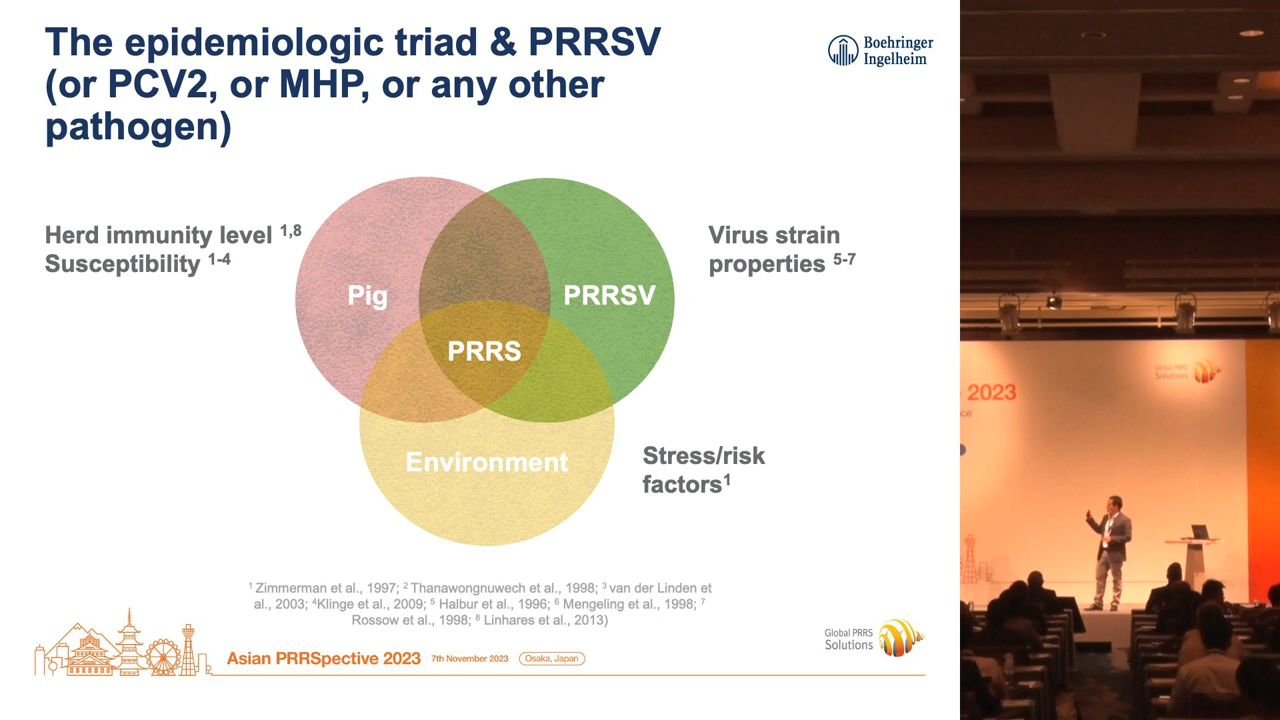 The epidemiologic triad & PRRSV
(or PCV2, or MHP, or any other
pathogen)
Boehringer
Ingelheim
Herd immunity level 1,8
Susceptibility 1-4
Virus strain
properties 5-7
Pig
PRRSV
PRRS
Environment
Stress/risk
factors1
1 Zimmerman et al., 1997; 2 Thanawongnuwech et al., 1998; 3 van der Linden et
al., 2003; 4Klinge et al., 2009; 5 Halbur et al., 1996; 6 Mengeling et al., 1998; 7
Rossow et al., 1998; 8 Linhares et al., 2013)
Asian PRRSpective 2023 7th November 2023 Osaka, Japan
Global PRRS
Solutions
Global PRRS
Solutions
2023